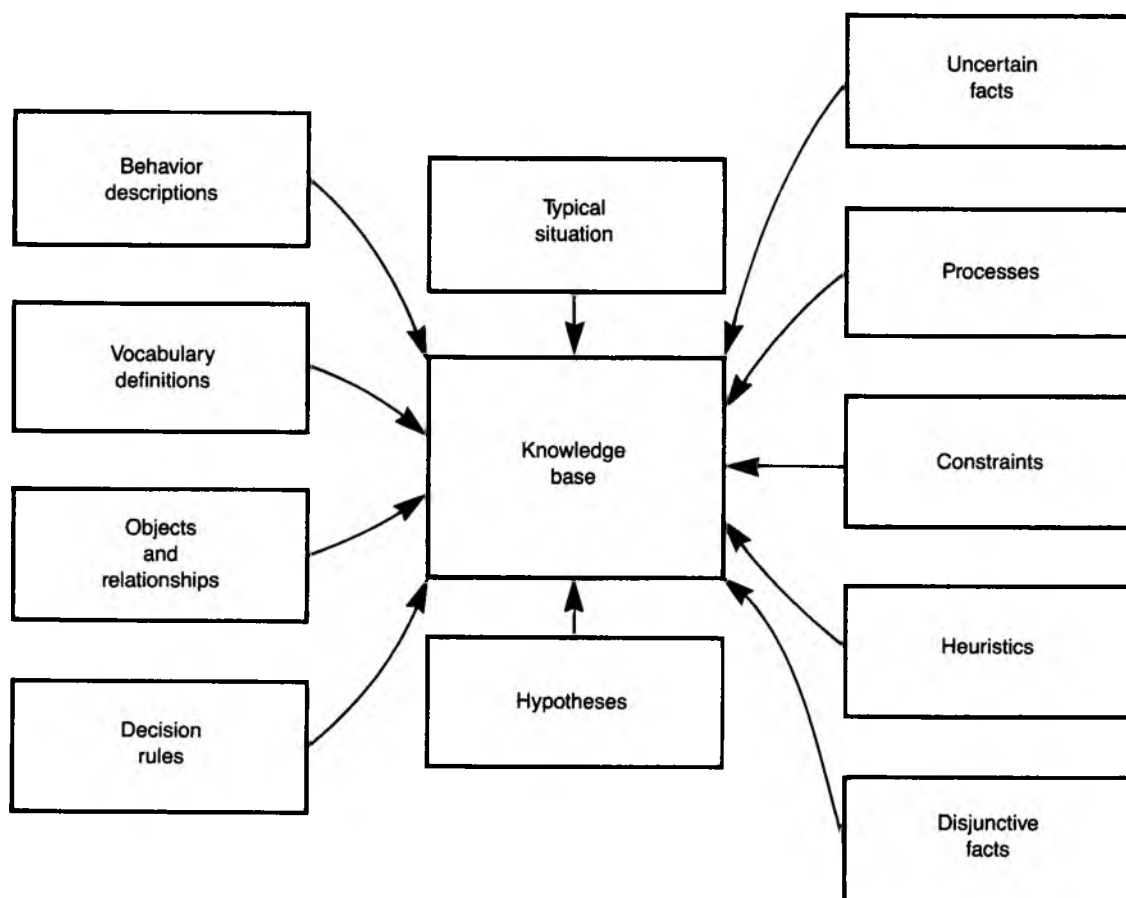 Uncertain
facts
Behavior
descriptions
Typical
situation
Processes
Vocabulary
definitions
Knowledge
base
Constraints
Objects
and
relationships
Heuristics
Decision
rules
Hypotheses
Disjunctive
facts